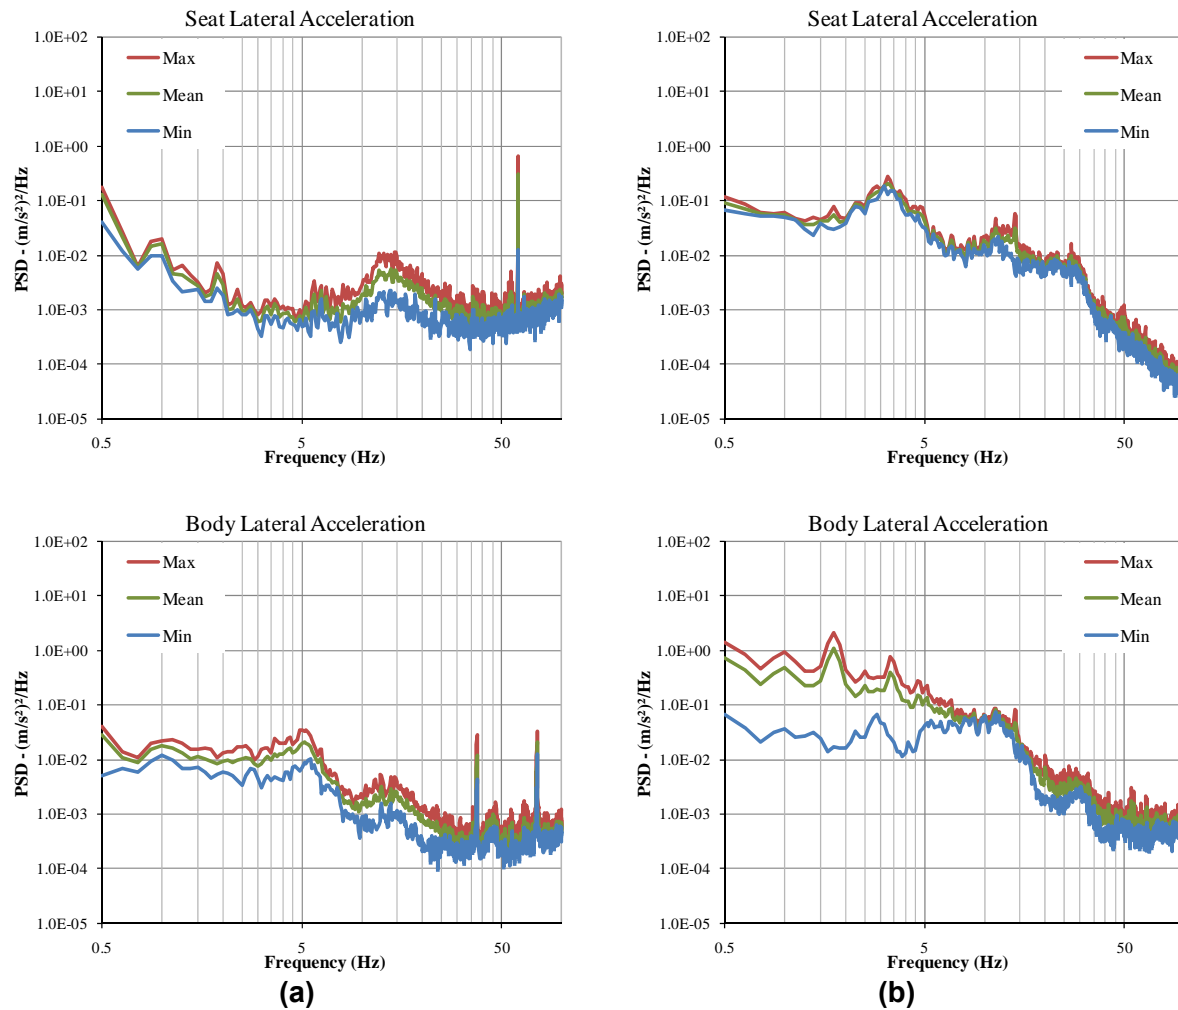 Seat Lateral Acceleration
1.0E+02
1.0E+01
1.0E+00
1.0E-01
1.0E-02
1.0E-03
1.0E-04
1.0E-05
PSD - (m/s²)²/Hz
Max
Mean
Min
0.5
5
50
Frequency (Hz)
Seat Lateral Acceleration
1.0E+02
1.0E+01
1.0E+00
1.0E-01
1.0E-02
1.0E-03
1.0E-04
1.0E-05
PSD - (m/s²)²/Hz
Max
Mean
Min
0.5
5
50
Frequency (Hz)
Body Lateral Acceleration
1.0E+02
1.0E+01
1.0E+00
1.0E-01
1.0E-02
1.0E-03
1.0E-04
1.0E-05
PSD - (m/s²)²/Hz
Max
Mean
Min
0.5
5
50
Frequency (Hz)
(a)
Body Lateral Acceleration
1.0E+02
1.0E+01
1.0E+00
1.0E-01
1.0E-02
1.0E-03
1.0E-04
1.0E-05
PSD - (m/s²)²/Hz
Max
Mean
Min
0.5
5
50
Frequency (Hz)
(b)